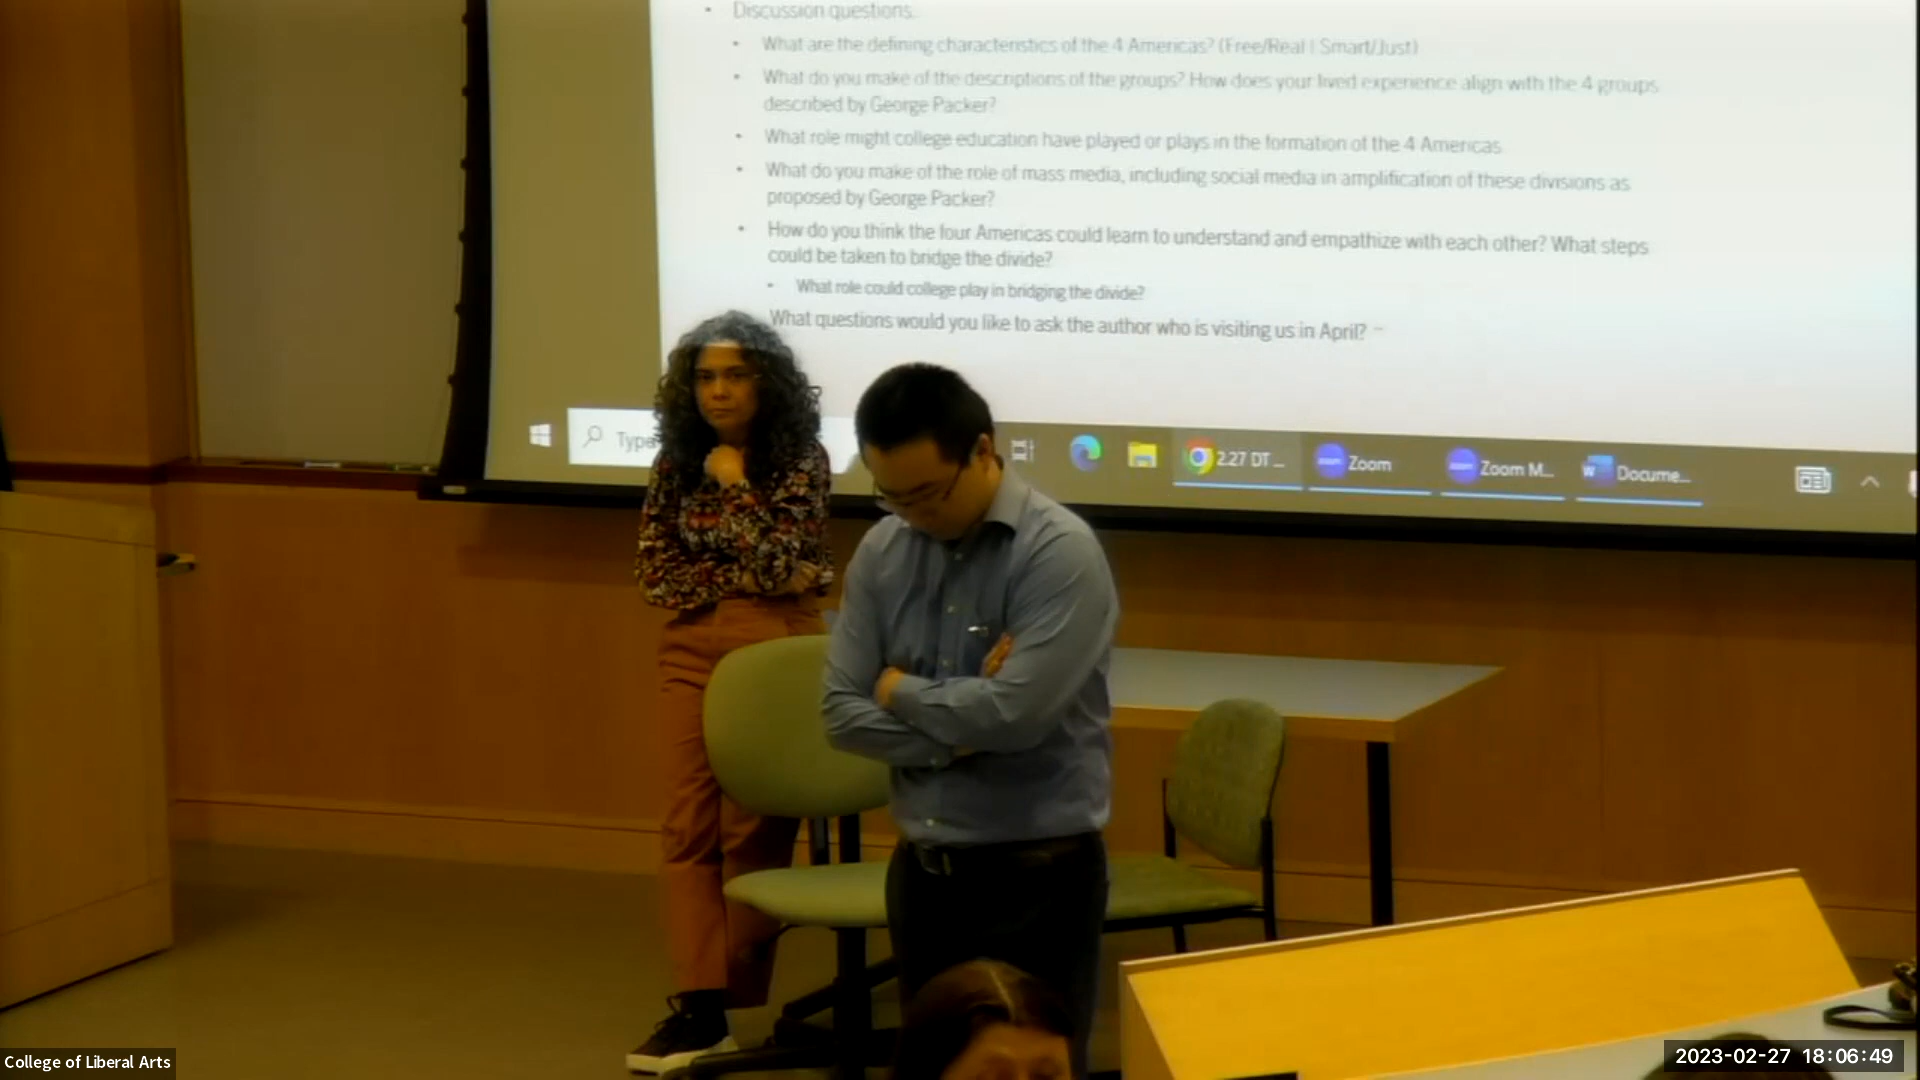 Discussion questions:
What are the defining characteristics of the 4 Americas? (Free/Real | Smart/Just)
What do you make of the descriptions of the groups? How does your lived experience align with the 4 groups
described by George Packer?
What role might college education have played or plays in the formation of the 4 Americas
What do you make of the role of mass media, including social media in amplification of these divisions as
proposed by George Packer?
How do you think the four Americas could learn to understand and empathize with each other? What steps
could be taken to bridge the divide?
What role could college play in bridging the divide?
What questions would you like to ask the author who is visiting us in April?
Type
2.27 DT ...
Zoom
Zoom M...
Docume...
College of Liberal Arts
2023-02-27 18:06:49